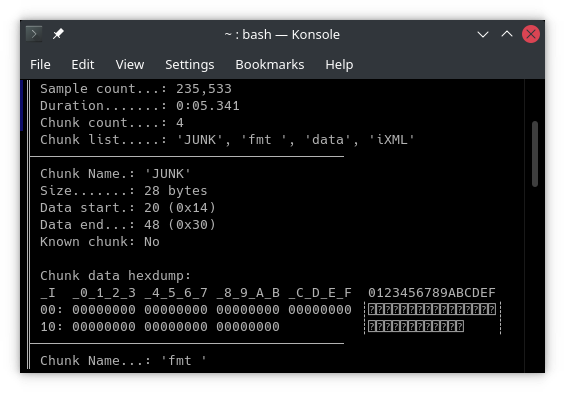 ~ : bash — Konsole
File Edit View Settings Bookmarks Help
Sample count...: 235,533
Duration.......: 0:05.341
Chunk count....: 4
Chunk list.....: 'JUNK', 'fmt ', 'data', 'iXML'
Chunk Name.: 'JUNK'
Size.......: 28 bytes
Data start.: 20 (0x14)
Data end...: 48 (0x30)
Known chunk: No
Chunk data hexdump:
_I  _0_1_2_3 _4_5_6_7 _8_9_A_B _C_D_E_F  0123456789ABCDEF
00: 00000000 00000000 00000000 00000000
10: 00000000 00000000 00000000
Chunk Name...: 'fmt '